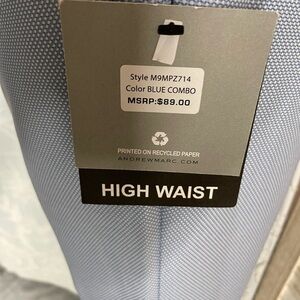 Style M9MPZ714
Color BLUE COMBO
MSRP:$89.00
PRINTED ON RECYCLED PAPER
ANDREWMARC.COM
HIGH WAIST